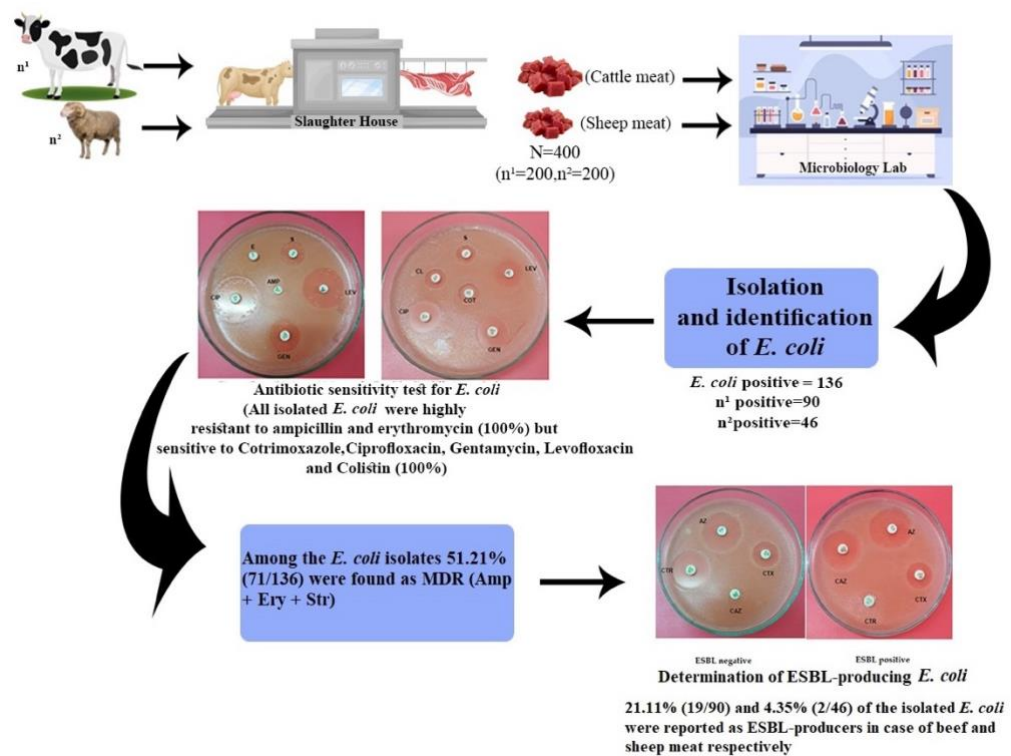 n¹
n²
Slaughter House
(Cattle meat)
(Sheep meat)
N=400
(n¹=200,n²=200)
Microbiology Lab
E
S
AMP
CIP
LEV
GEN
S
CL
LEV
COT
CIP
GEN
Isolation
and identification
of E. coli
E. coli positive = 136
n¹ positive=90
n²positive=46
Antibiotic sensitivity test for E. coli
(All isolated E. coli were highly
resistant to ampicillin and erythromycin (100%) but
sensitive to Cotrimoxazole,Ciprofloxacin, Gentamycin, Levofloxacin
and Colistin (100%)
Among the E. coli isolates 51.21%
(71/136) were found as MDR (Amp
+ Ery + Str)
AZ
CTR
CTX
CAZ
AZ
CAZ
CTX
CTR
ESBL negative
ESBL positive
Determination of ESBL-producing E. coli
21.11% (19/90) and 4.35% (2/46) of the isolated E. coli
were reported as ESBL-producers in case of beef and
sheep meat respectively